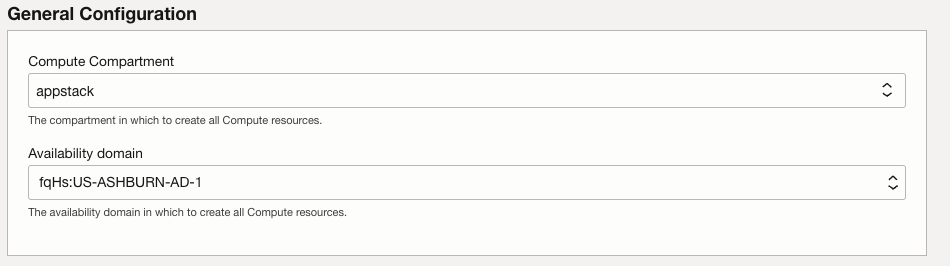 General Configuration
Compute Compartment
appstack
The compartment in which to create all Compute resources.
Availability domain
fqHs:US-ASHBURN-AD-1
The availability domain in which to create all Compute resources.